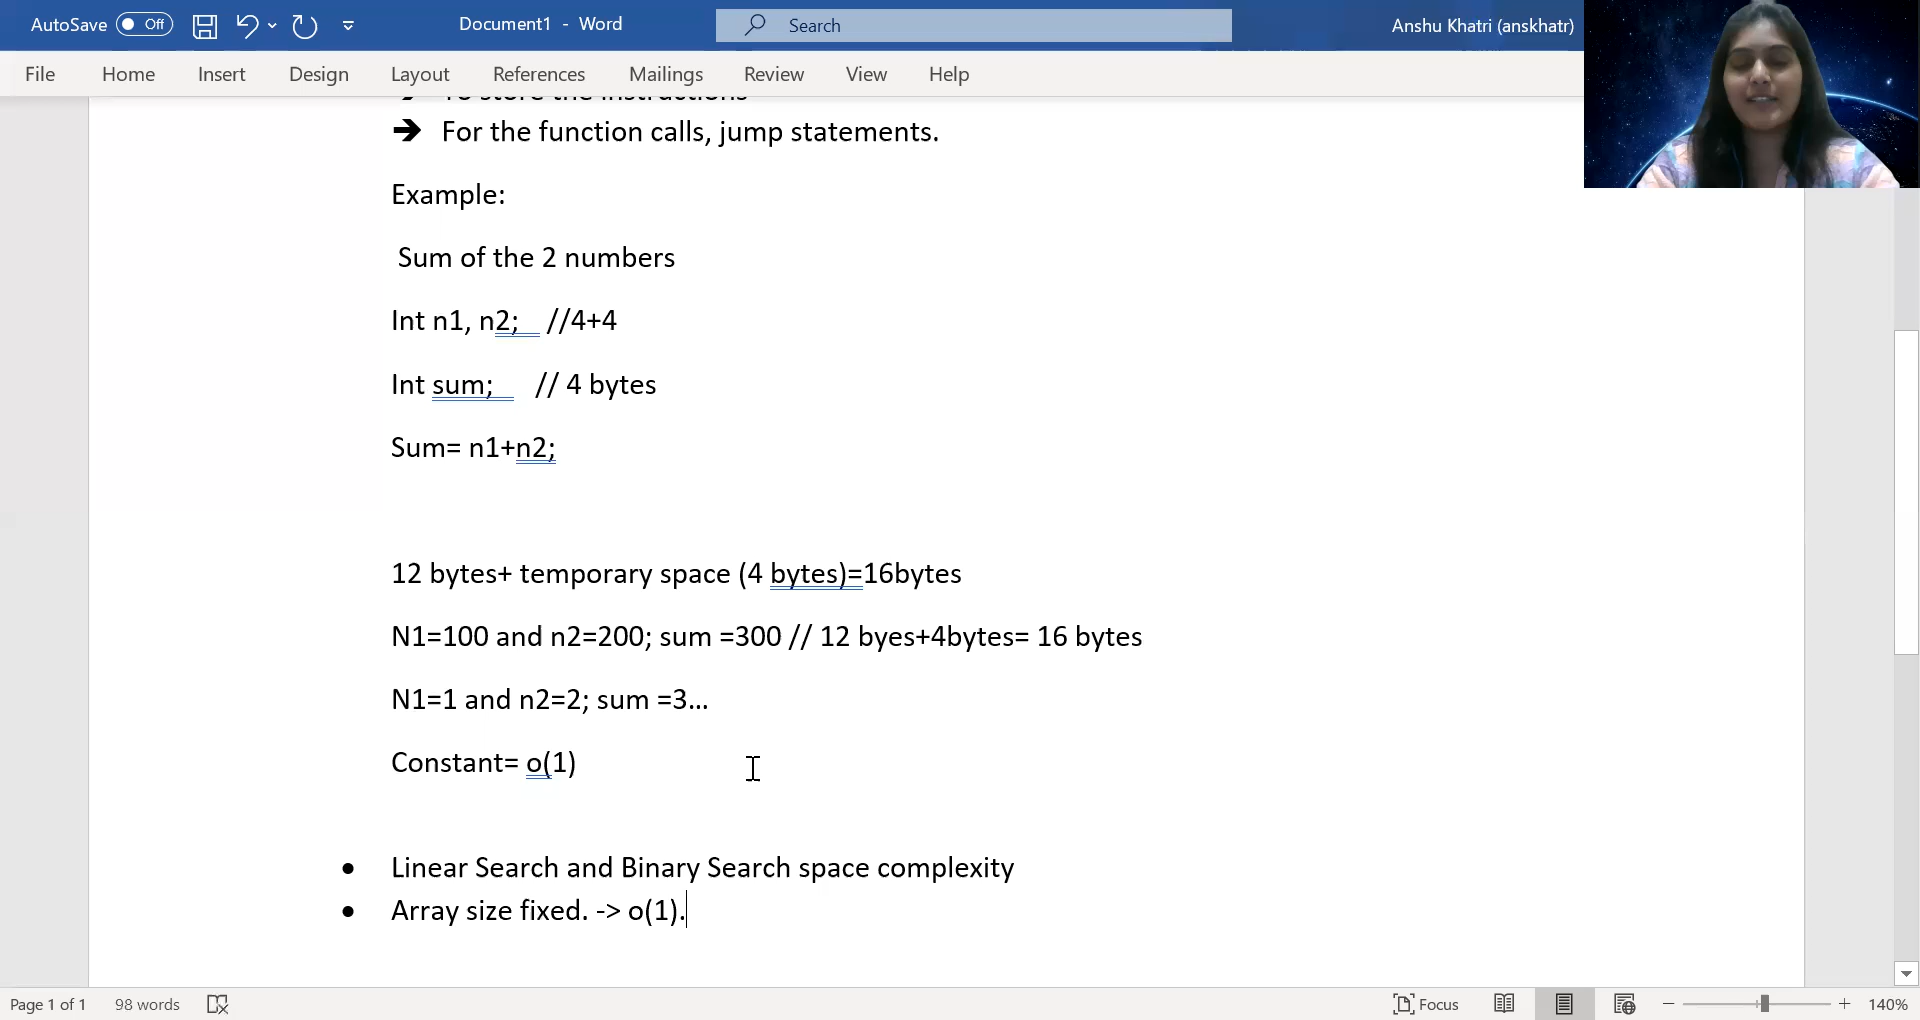 AutoSave Off Document1 - Word Search Anshu Khatri (anskhatr)
File Home Insert Design Layout References Mailings Review View Help
To store the instructions
➔ For the function calls, jump statements.
Example:
Sum of the 2 numbers
Int n1, n2; //4+4
Int sum; // 4 bytes
Sum= n1+n2;
12 bytes+ temporary space (4 bytes)=16bytes
N1=100 and n2=200; sum =300 // 12 byes+4bytes= 16 bytes
N1=1 and n2=2; sum =3...
Constant= o(1)
• Linear Search and Binary Search space complexity
• Array size fixed. -> o(1).
Page 1 of 1 98 words Focus 140%